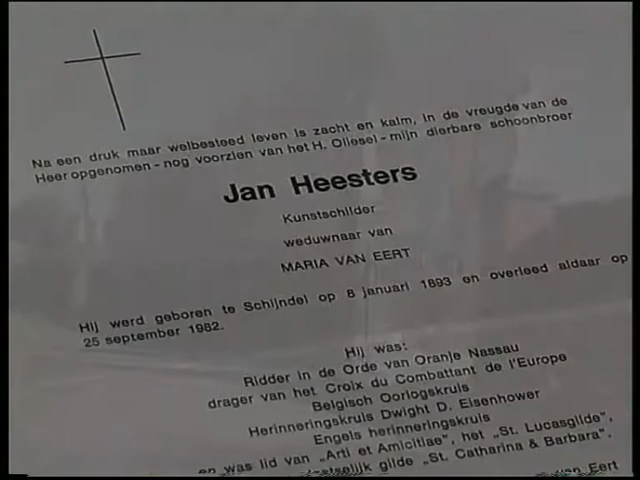 Na een druk maar welbesteed leven is zacht en kalm, in de vreugde van de
Heer opgenomen - nog voorzien van het H. Oliesel - mijn dierbare schoonbroer
Jan Heesters
Kunstschilder
weduwnaar van
MARIA VAN EERT
Hij werd geboren te Schijndel op 8 januari 1893 en overleed aldaar op
25 september 1982.
Hij was:
Ridder in de Orde van Oranje Nassau
drager van het Croix du Combattant de l'Europe
Belgisch Oorlogskruis
Herinneringskruis Dwight D. Eisenhower
Engels herinneringskruis
en was lid van „Arti et Amicitiae", het „St. Lucasgilde",
gilde „St. Catharina & Barbara".
van Eert